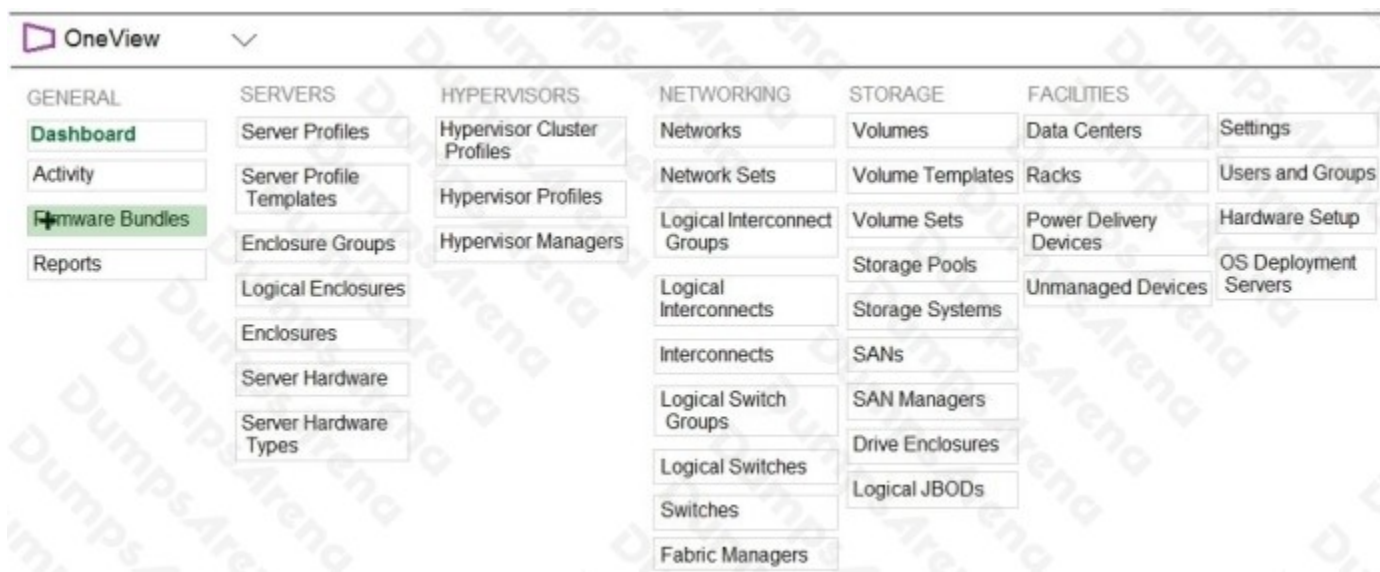 OneView
GENERAL
Dashboard
Activity
Firmware Bundles
Reports
SERVERS
Server Profiles
Server Profile
Templates
Enclosure Groups
Logical Enclosures
Enclosures
Server Hardware
Server Hardware
Types
HYPERVISORS
Hypervisor Cluster
Profiles
Hypervisor Profiles
Hypervisor Managers
NETWORKING
Networks
Network Sets
Logical Interconnect
Groups
Logical
Interconnects
Interconnects
Logical Switch
Groups
Logical Switches
Switches
Fabric Managers
STORAGE
Volumes
Volume Templates
Volume Sets
Storage Pools
Storage Systems
SANs
SAN Managers
Drive Enclosures
Logical JBODs
FACILITIES
Data Centers
Racks
Power Delivery
Devices
Unmanaged Devices
Settings
Users and Groups
Hardware Setup
OS Deployment
Servers
DumpsArena